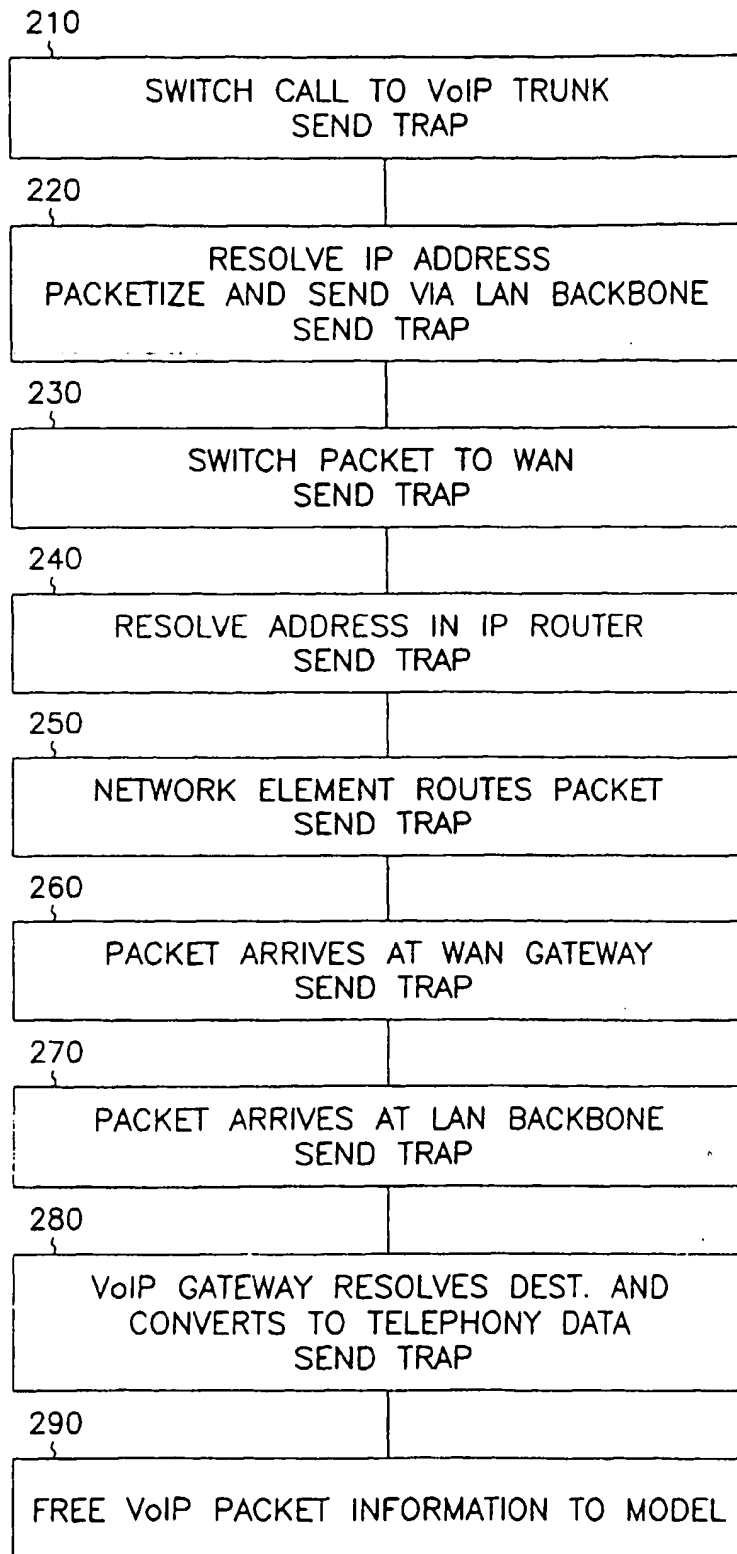 210
SWITCH CALL TO VoIP TRUNK
SEND TRAP
220
RESOLVE IP ADDRESS
PACKETIZE AND SEND VIA LAN BACKBONE
SEND TRAP
230
SWITCH PACKET TO WAN
SEND TRAP
240
RESOLVE ADDRESS IN IP ROUTER
SEND TRAP
250
NETWORK ELEMENT ROUTES PACKET
SEND TRAP
260
PACKET ARRIVES AT WAN GATEWAY
SEND TRAP
270
PACKET ARRIVES AT LAN BACKBONE
SEND TRAP
280
VoIP GATEWAY RESOLVES DEST. AND
CONVERTS TO TELEPHONY DATA
SEND TRAP
290
FREE VoIP PACKET INFORMATION TO MODEL